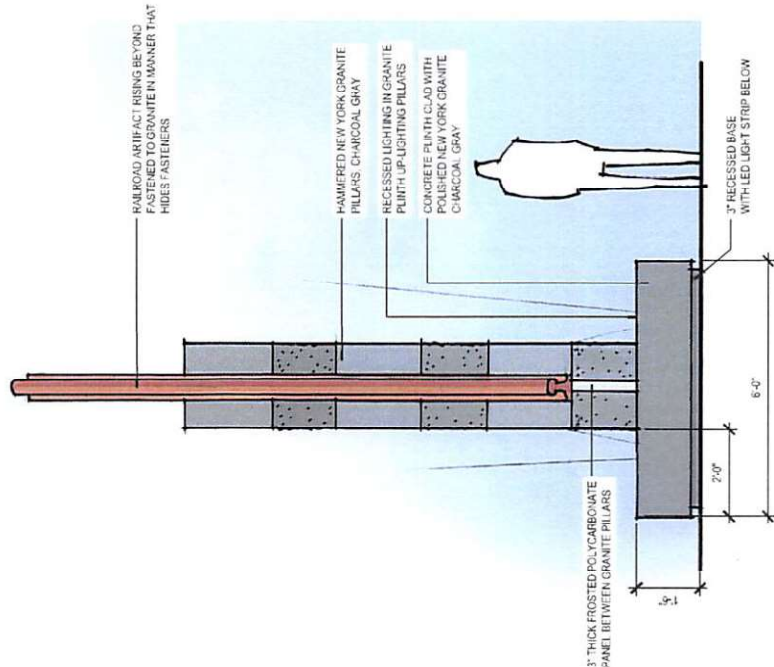 RAILROAD ARTIFACT RISING BEYOND
FASTENED TO GRANITE IN MANNER THAT
HIDES FASTENERS
HAMMERED NEW YORK GRANITE
PILLARS, CHARCOAL GRAY
RECESSED LIGHTING IN GRANITE
PLINTH UP-LIGHTING PILLARS
CONCRETE PLINTH CLAD WITH
POLISHED NEW YORK GRANITE
CHARCOAL GRAY
3" RECESSED BASE
WITH LED LIGHT STRIP BELOW
3" THICK FROSTED POLYCARBONATE
PANEL BETWEEN GRANITE PILLARS
2'-0"
6'-0"
1'-6"